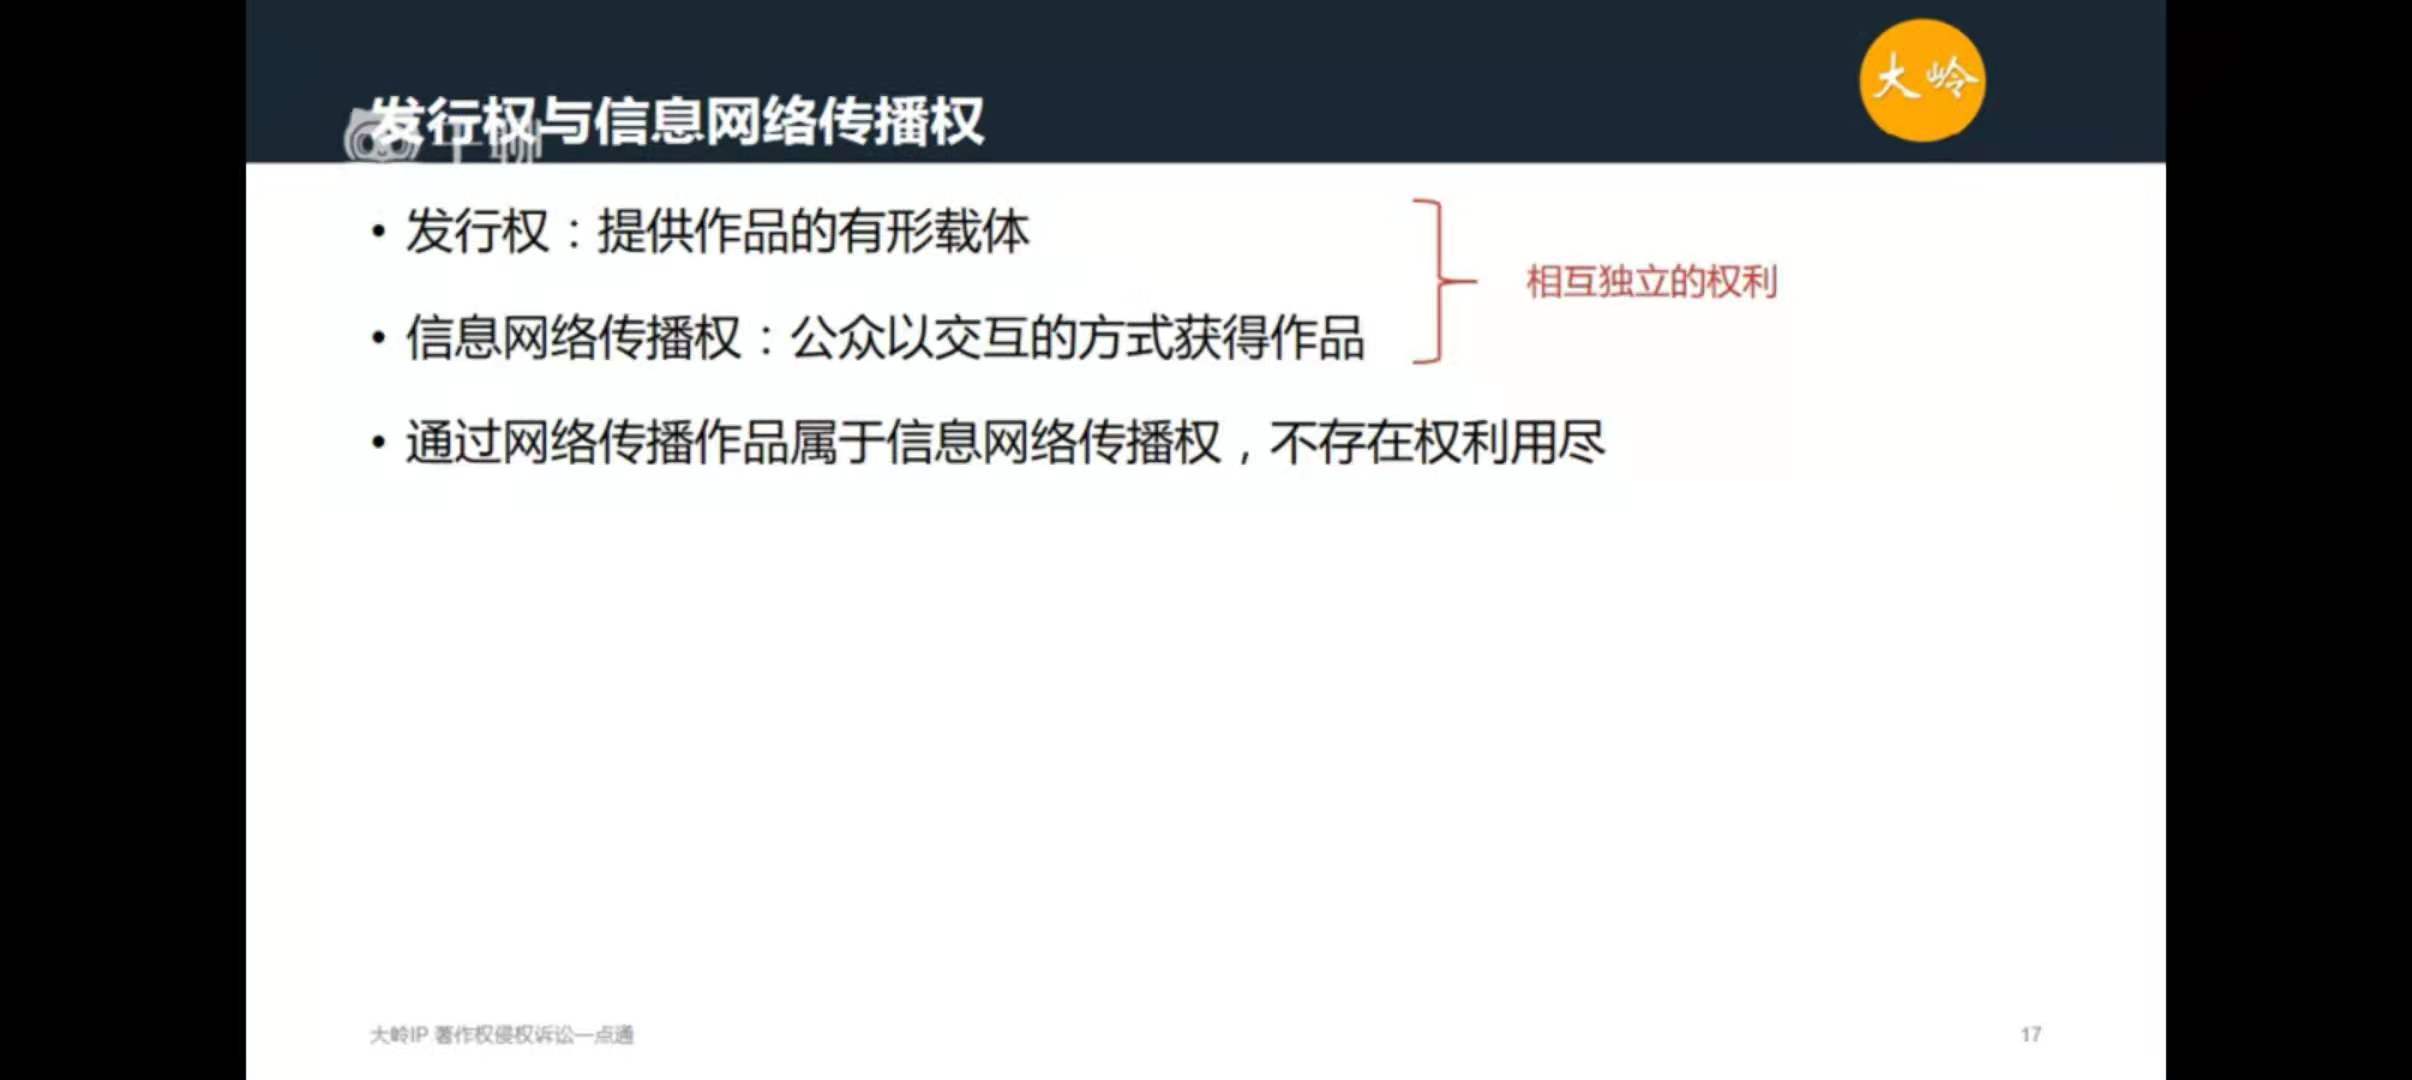 大岭
发行权与信息网络传播权
• 发行权：提供作品的有形载体
• 信息网络传播权：公众以交互的方式获得作品
相互独立的权利
• 通过网络传播作品属于信息网络传播权，不存在权利用尽
大岭IP 著作权侵权诉讼一点通
17